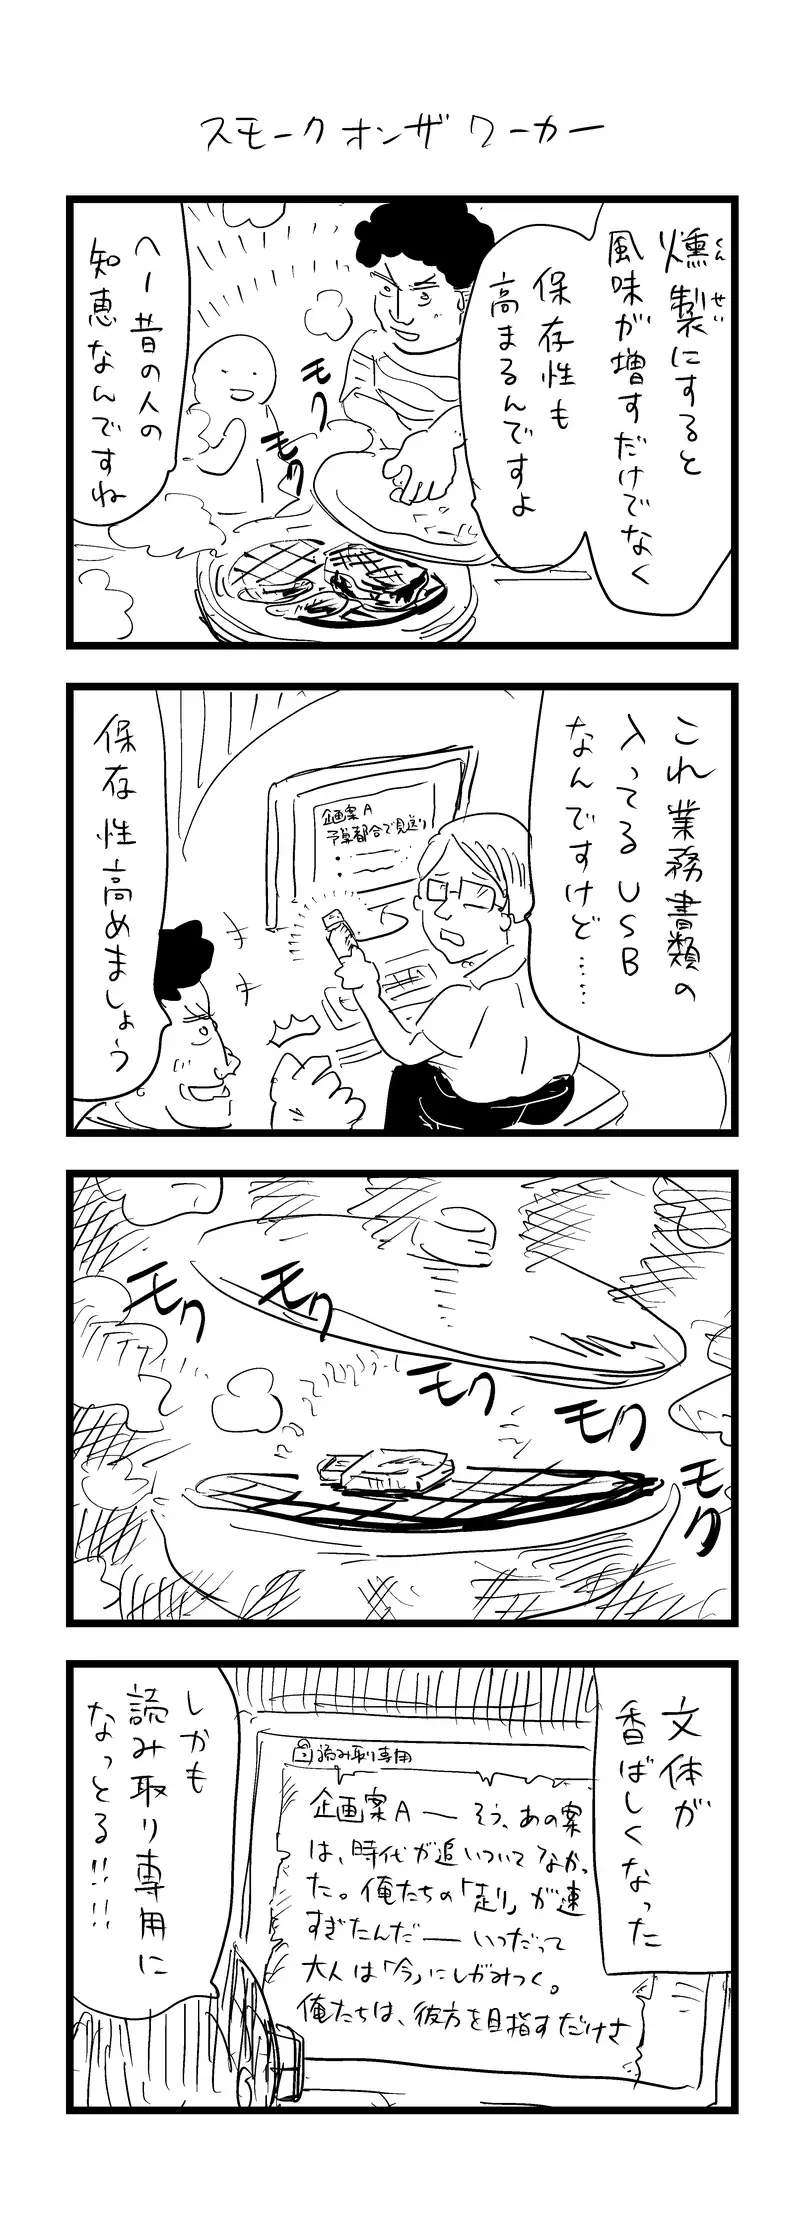 スモークオンザワーカー
燻製にすると
くんせい
風味が増すだけでなく
保存性も
高まるんですよ
モク
モク
へー昔の人の
知恵なんですね
これ業務書類の
入ってるUSB
なんですけど……
企画案A
予算都合で見送り
保存性高めましょう
モク
モク
モク
モク
モク
文体が
香ばしくなった
読み取り専用
企画案A―そう、あの案
は、時代が追いついてなかっ
た。俺たちの「走り」が速
すぎたんだ―いつだって
大人は「今」にしがみつく。
俺たちは、彼方を目指すだけさ
しかも
読み取り専用に
なっとる!!!!